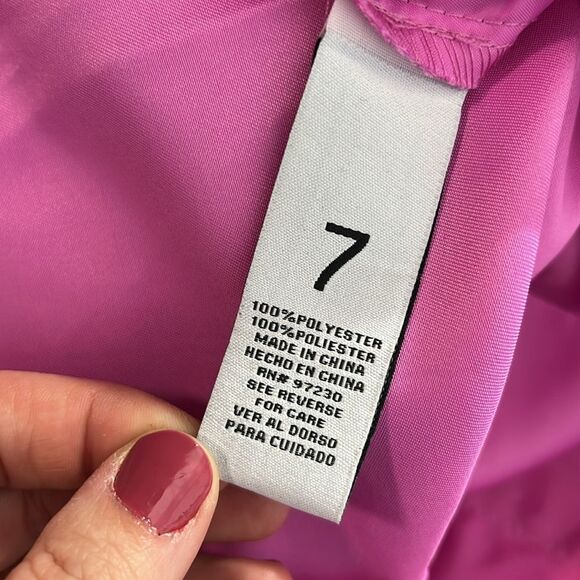 7
100%POLYESTER
100%POLIESTER
MADE IN CHINA
HECHO EN CHINA
RN# 97230
SEE REVERSE
FOR CARE
VER AL DORSO
PARA CUIDADO